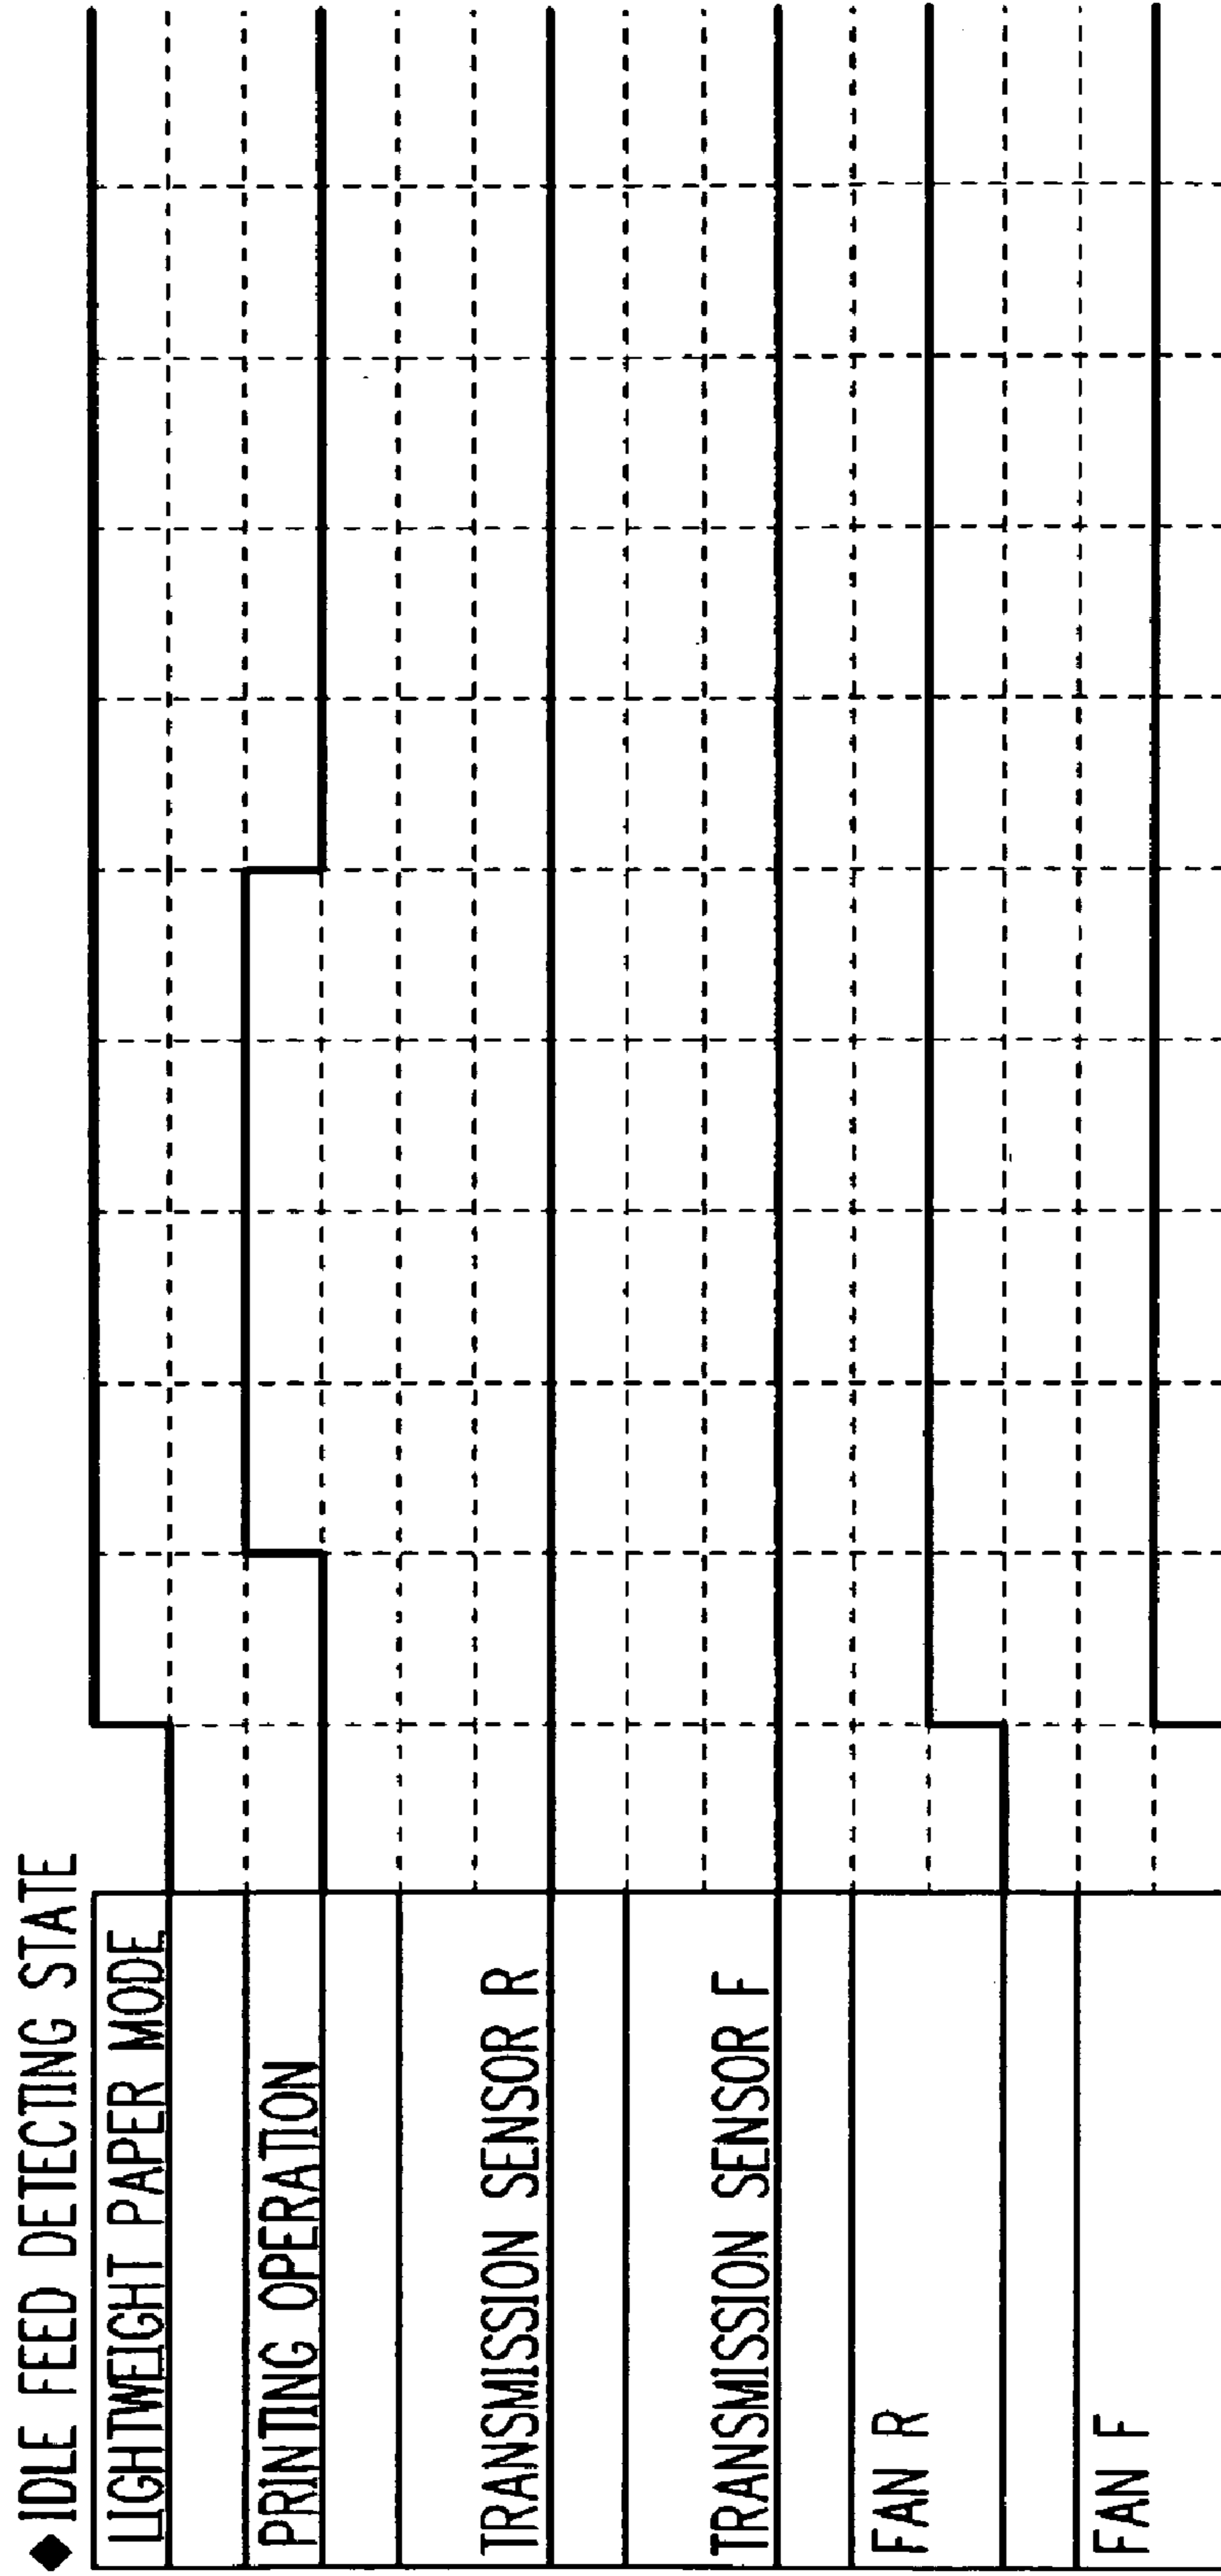 ◆IDLE FEED DETECTING STATE
LIGHTWEIGHT PAPER MODE
PRINTING OPERATION
TRANSMISSION SENSOR R
TRANSMISSION SENSOR F
FAN R
FAN F